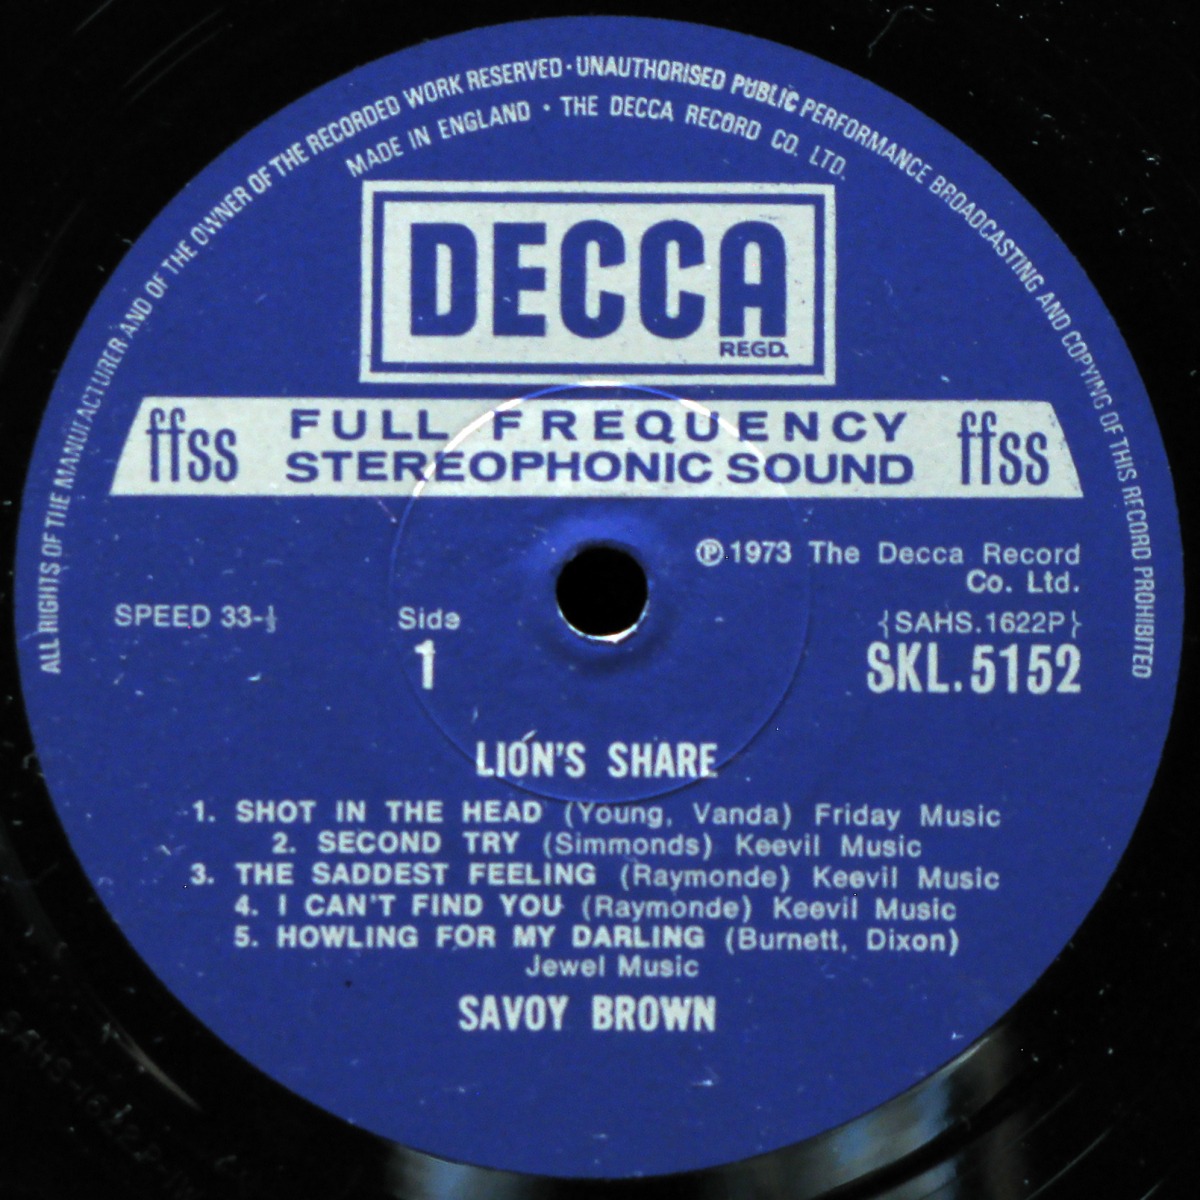 ALL RIGHTS OF THE MANUFACTURER AND OF THE OWNER OF THE RECORDED WORK RESERVED · UNAUTHORISED PUBLIC PERFORMANCE BROADCASTING AND COPYING OF THIS RECORD PROHIBITED
MADE IN ENGLAND · THE DECCA RECORD CO. LTD.
DECCA
REGD.
ffss FULL FREQUENCY ffss
STEREOPHONIC SOUND
Ⓟ.1973 The Decca Record
Co. Ltd.
SPEED 33-⅓ Side {SAHS.1622P}
1 SKL.5152
LION'S SHARE
1. SHOT IN THE HEAD (Young, Vanda) Friday Music
2. SECOND TRY (Simmonds) Keevil Music
3. THE SADDEST FEELING (Raymonde) Keevil Music
4. I CAN'T FIND YOU (Raymonde) Keevil Music
5. HOWLING FOR MY DARLING (Burnett, Dixon)
Jewel Music
SAVOY BROWN